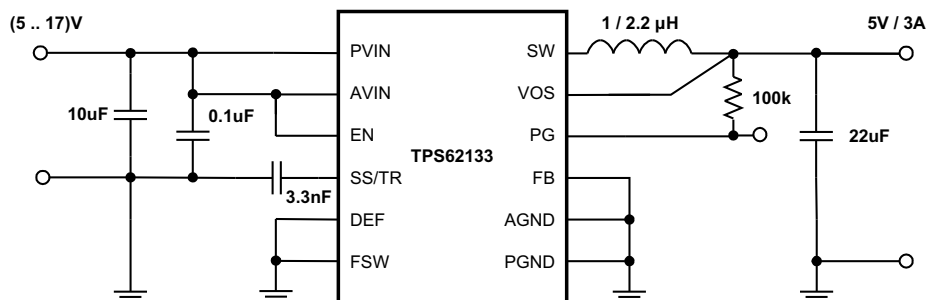 (5 .. 17)V
1 / 2.2 µH
5V / 3A
PVIN
SW
AVIN
VOS
10uF
0.1uF
100k
EN
PG
22uF
TPS62133
SS/TR
FB
3.3nF
DEF
AGND
FSW
PGND